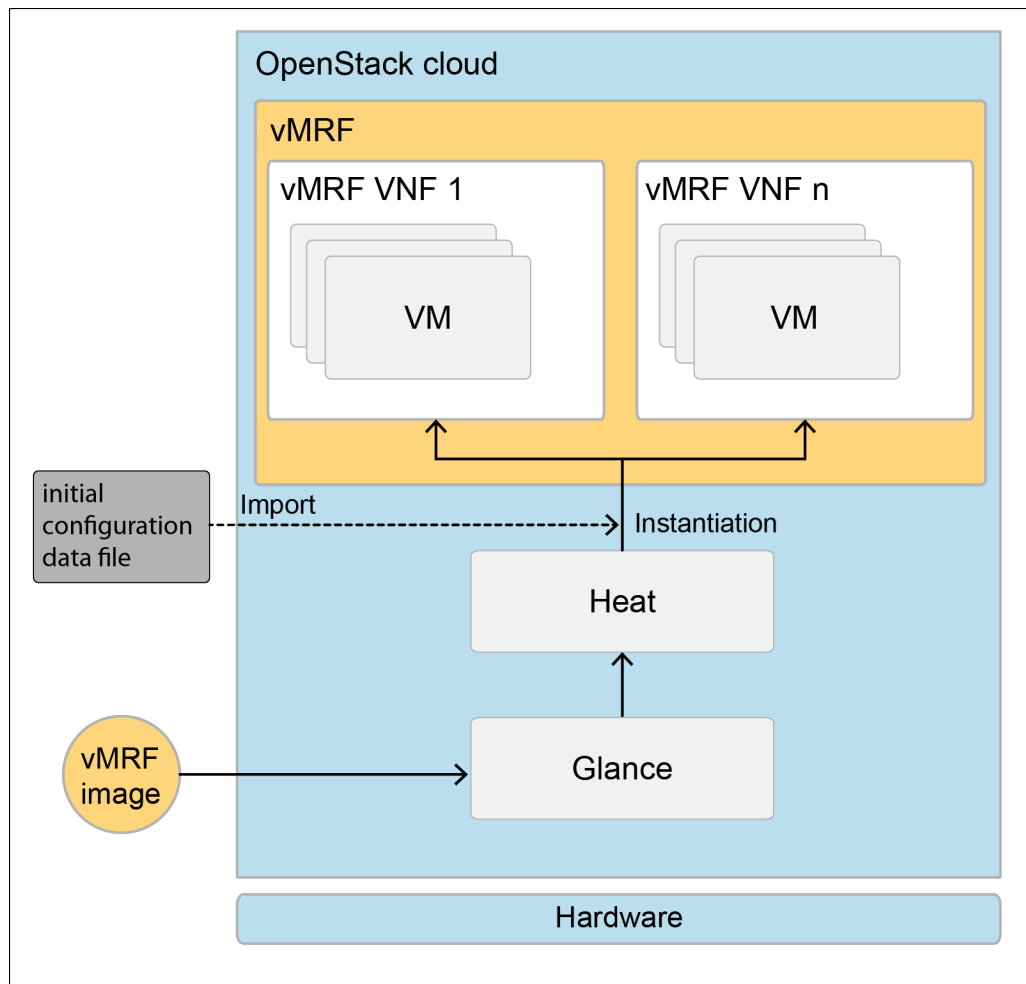 OpenStack cloud
vMRF
vMRF VNF 1
vMRF VNF n
VM
VM
initial
configuration
data file
Import
Instantiation
Heat
vMRF
image
Glance
Hardware